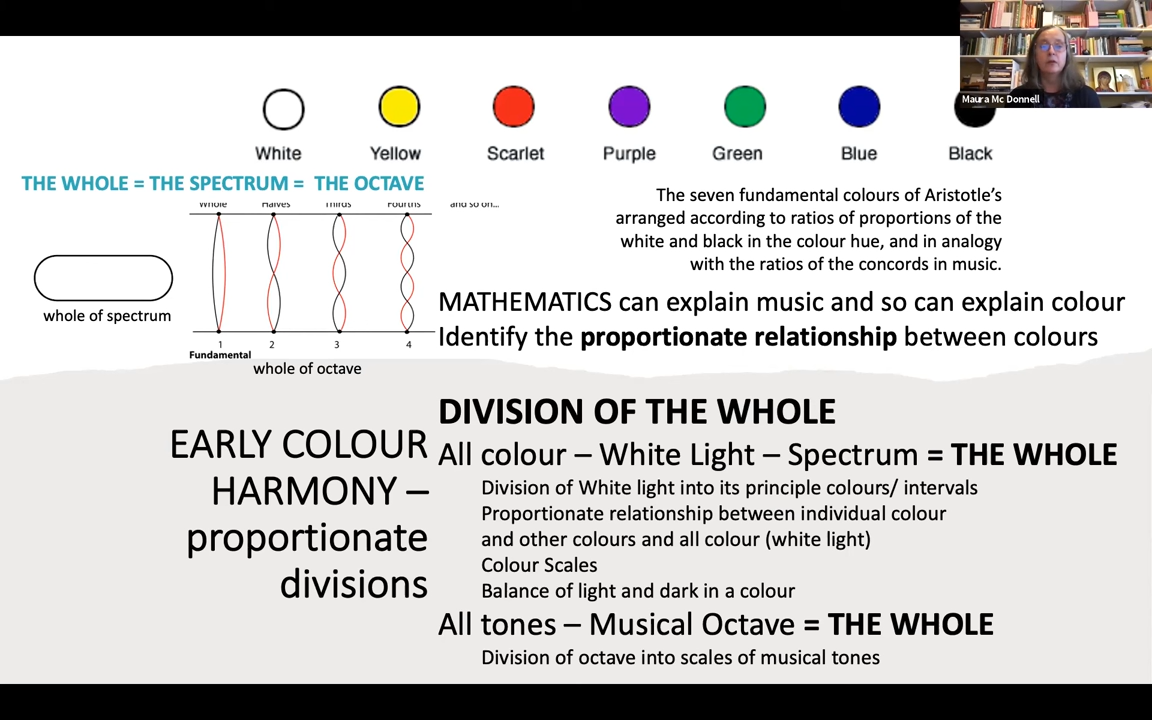 Maura Mc Donnell
White
Yellow
Scarlet
Purple
Green
Blue
Black
THE WHOLE = THE SPECTRUM = THE OCTAVE
Whole
Halves
Thirds
Fourths
and so on...
The seven fundamental colours of Aristotle's
arranged according to ratios of proportions of the
white and black in the colour hue, and in analogy
with the ratios of the concords in music.
whole of spectrum
1
2
3
4
Fundamental
whole of octave
MATHEMATICS can explain music and so can explain colour
Identify the proportionate relationship between colours
EARLY COLOUR
HARMONY –
proportionate
divisions
DIVISION OF THE WHOLE
All colour – White Light – Spectrum = THE WHOLE
Division of White light into its principle colours/ intervals
Proportionate relationship between individual colour
and other colours and all colour (white light)
Colour Scales
Balance of light and dark in a colour
All tones – Musical Octave = THE WHOLE
Division of octave into scales of musical tones